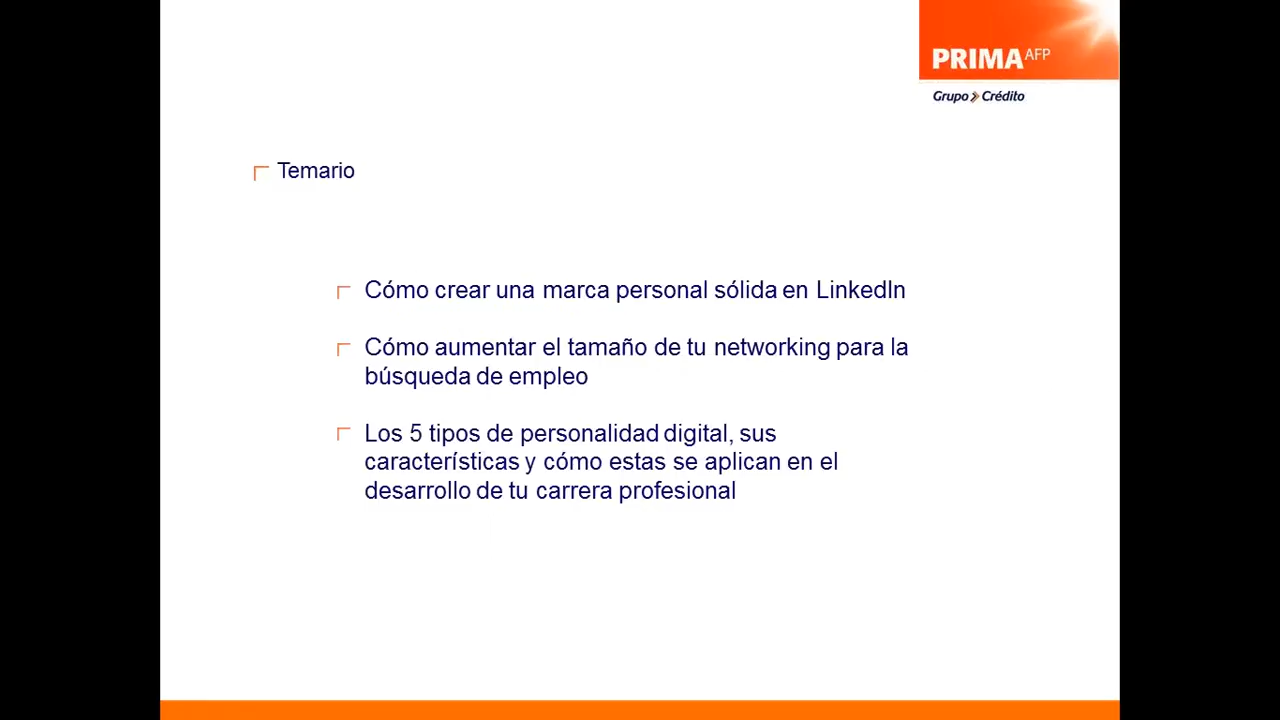 PRIMA AFP
Grupo Crédito
Temario
Cómo crear una marca personal sólida en LinkedIn
Cómo aumentar el tamaño de tu networking para la
búsqueda de empleo
Los 5 tipos de personalidad digital, sus
características y cómo estas se aplican en el
desarrollo de tu carrera profesional